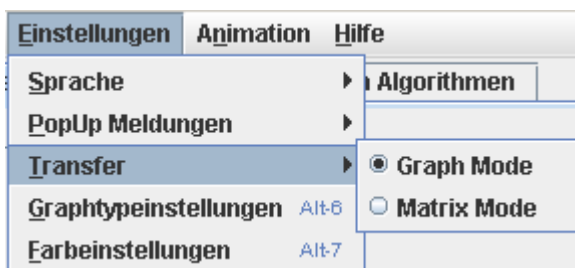 Einstellungen Animation Hilfe
Sprache
Algorithmen
PopUp Meldungen
Transfer
Graph Mode
Graphtypeinstellungen Alt-6
Matrix Mode
Farbeinstellungen Alt-7